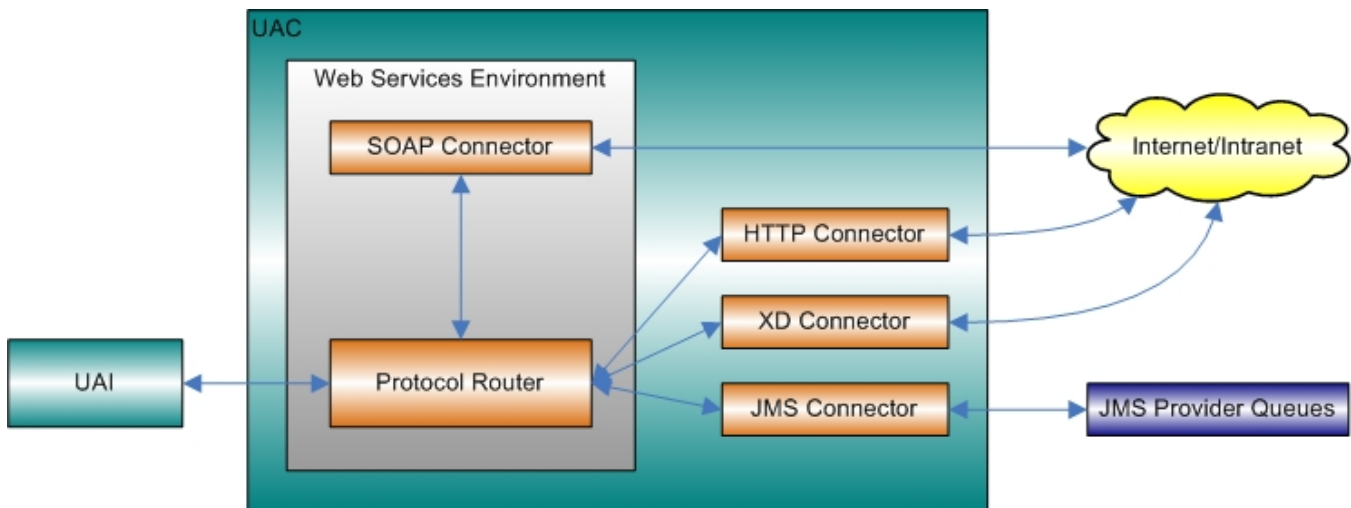 UAC
Web Services Environment
SOAP Connector
Internet/Intranet
HTTP Connector
XD Connector
UAI
Protocol Router
JMS Connector
JMS Provider Queues